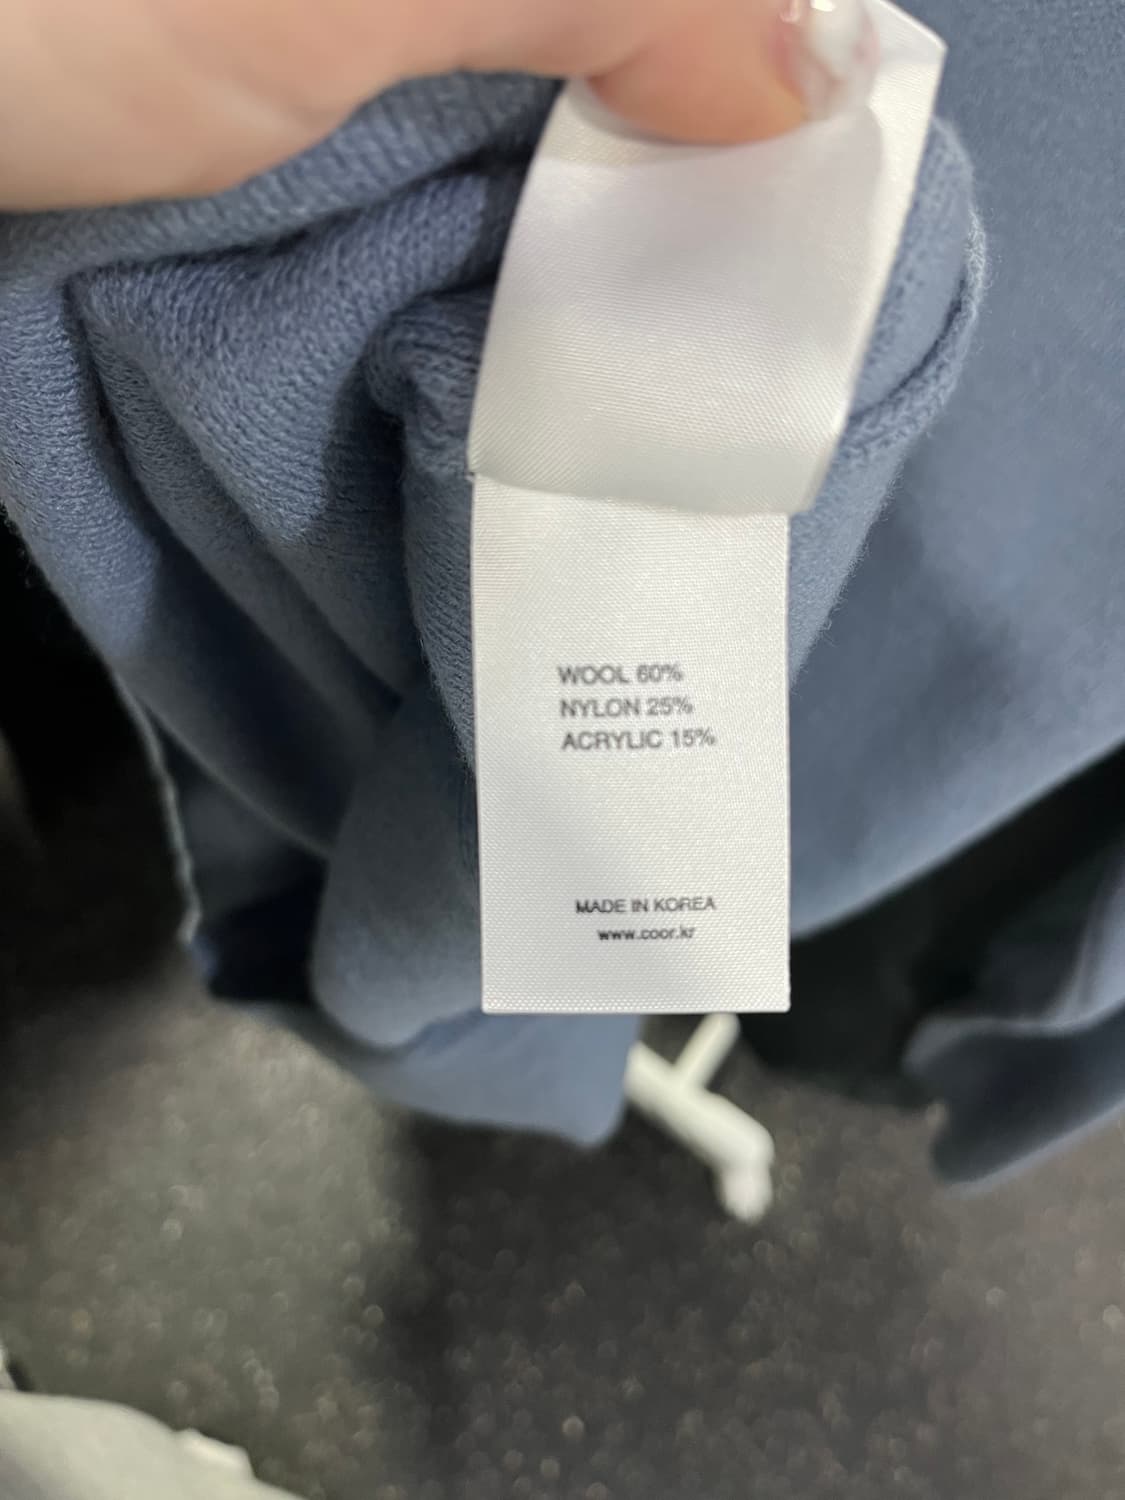 WOOL 60%
NYLON 25%
ACRYLIC 15%
MADE IN KOREA
www.coor.kr